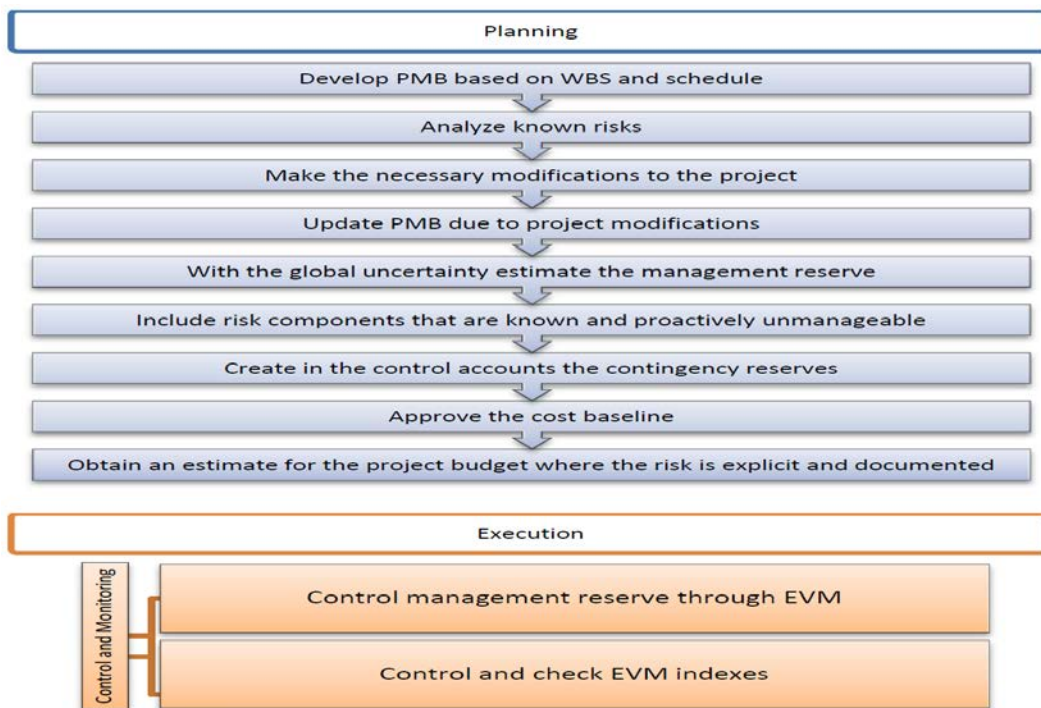 Planning
Develop PMB based on WBS and schedule
Analyze known risks
Make the necessary modifications to the project
Update PMB due to project modifications
With the global uncertainty estimate the management reserve
Include risk components that are known and proactively unmanageable
Create in the control accounts the contingency reserves
Approve the cost baseline
Obtain an estimate for the project budget where the risk is explicit and documented
Execution
Control and Monitoring
Control management reserve through EVM
Control and check EVM indexes